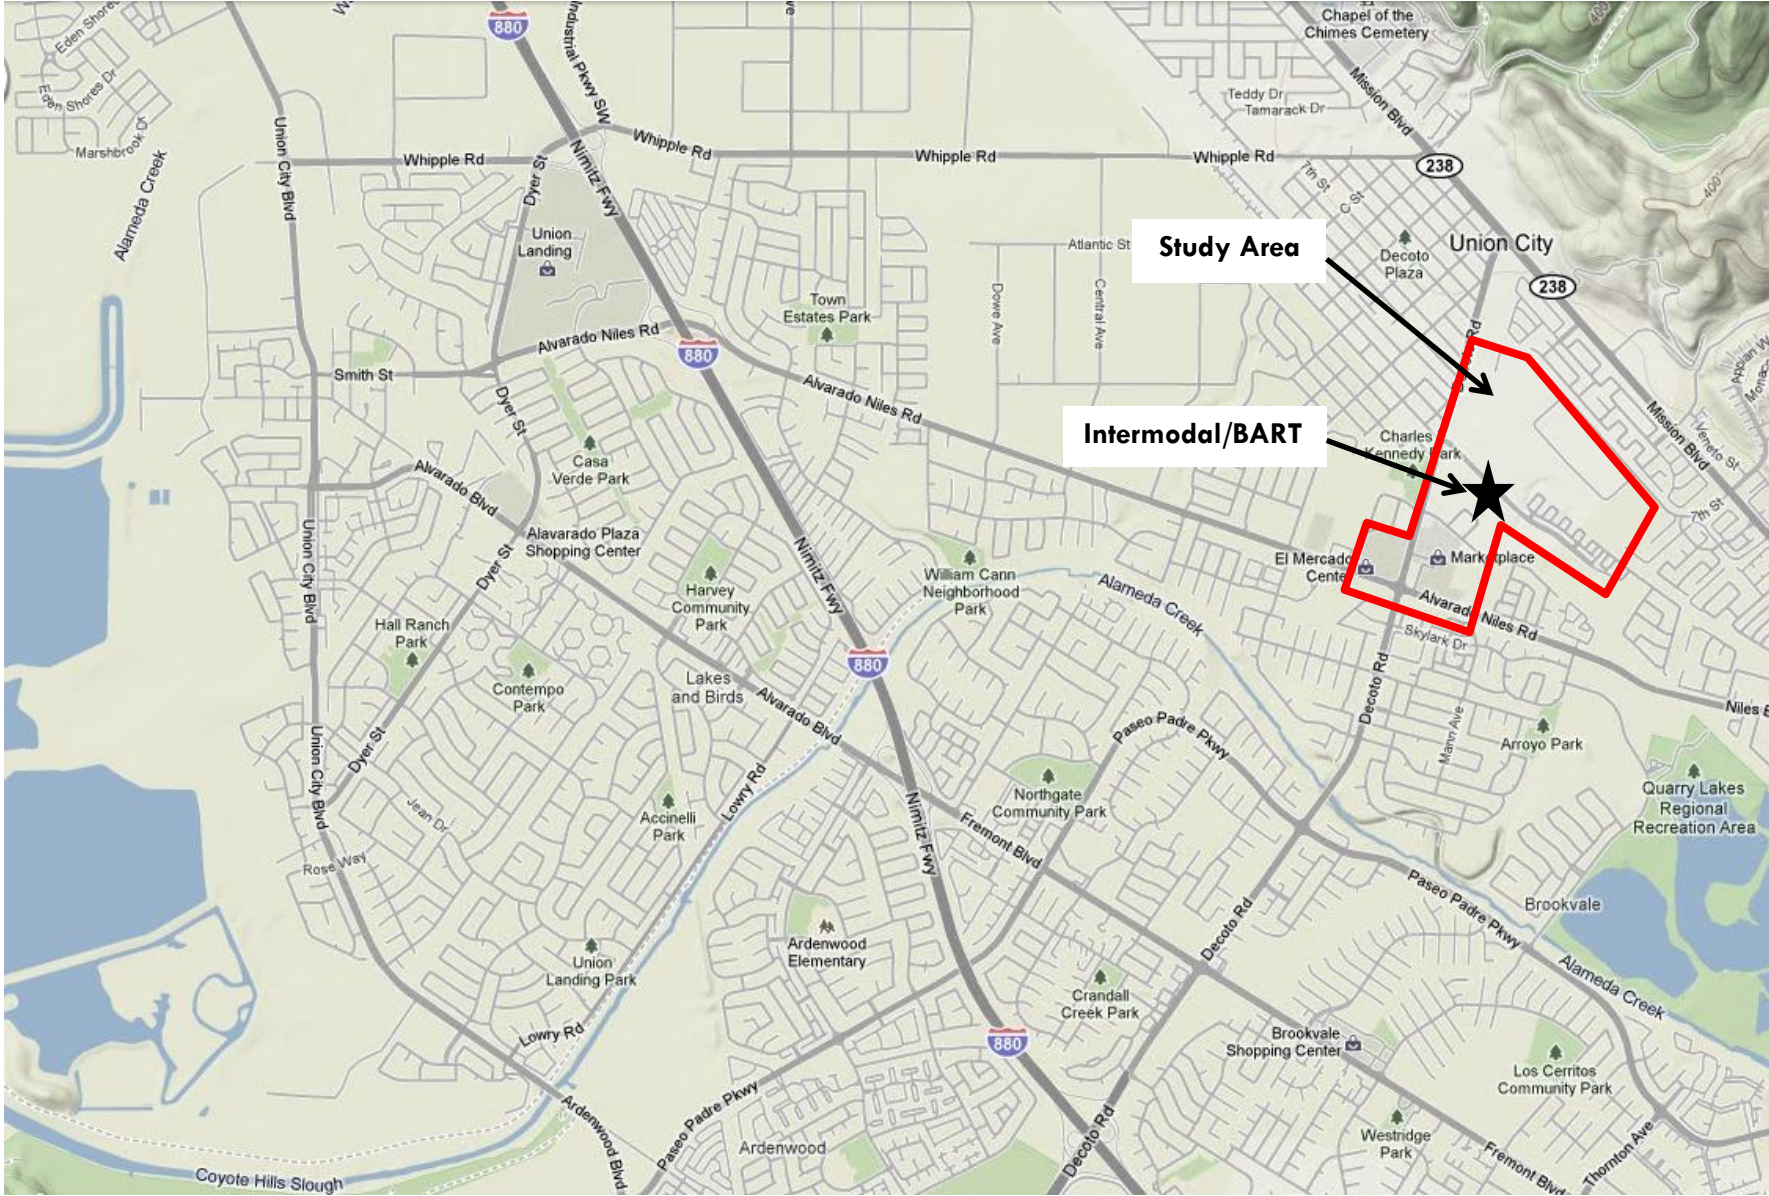 Eden Shores
Eden Shores Dr
Marshbrook Ct
Alameda Creek
Union City Blvd
880
Industrial Pkwy SW
Chapel of the
Chimes Cemetery
Mission Blvd
400'
Teddy Dr
Tamarack Dr
Whipple Rd
Whipple Rd
Whipple Rd
Whipple Rd
238
400'
Dyer St
Nimitz Fwy
7th St
C St
Union
Landing
Atlantic St
Study Area
Decoto
Plaza
Union City
238
Dowe Ave
Central Ave
Town
Estates Park
Rd
Alvarado Niles Rd
880
Smith St
Alvarado Niles Rd
Dyer St
Appian W
Monac
Mission Blvd
Veneto St
7th St
Intermodal/BART
Charles
Kennedy Park
Casa
Verde Park
Alvarado Blvd
Union City Blvd
Alavarado Plaza
Shopping Center
Dyer St
Nimitz Fwy
El Mercado
Center
Marketplace
Alvarado Niles Rd
Skylark Dr
William Cann
Neighborhood
Park
Alameda Creek
Harvey
Community
Park
Hall Ranch
Park
Contempo
Park
Lakes
and Birds
880
Alvarado Blvd
Decoto Rd
Mann Ave
Niles B
Arroyo Park
Paseo Padre Pkwy
Union City Blvd
Dyer St
Jean Dr
Accinelli
Park
Lowry Rd
Nimitz Fwy
Northgate
Community Park
Fremont Blvd
Quarry Lakes
Regional
Recreation Area
Rose Way
Paseo Padre Pkwy
Brookvale
Ardenwood
Elementary
Decoto Rd
Union
Landing Park
Crandall
Creek Park
Alameda Creek
Lowry Rd
880
Brookvale
Shopping Center
Los Cerritos
Community Park
Ardenwood Blvd
Paseo Padre Pkwy
Ardenwood
Decoto Rd
Westridge
Park
Fremont Blvd
Thornton Ave
Coyote Hills Slough